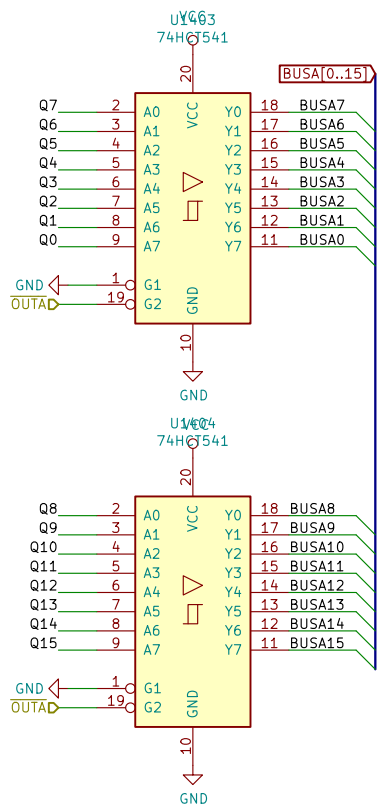 VCC
U1403
74HCT541
20
BUSA[0..15]
VCC
Q7 2 A0 Y0 18 BUSA7
Q6 3 A1 Y1 17 BUSA6
Q5 4 A2 Y2 16 BUSA5
Q4 5 A3 Y3 15 BUSA4
Q3 6 A4 Y4 14 BUSA3
Q2 7 A5 Y5 13 BUSA2
Q1 8 A6 Y6 12 BUSA1
Q0 9 A7 Y7 11 BUSA0
GND 1 G1
OUTA 19 G2
GND
10
GND
VCC
U1404
74HCT541
20
VCC
Q8 2 A0 Y0 18 BUSA8
Q9 3 A1 Y1 17 BUSA9
Q10 4 A2 Y2 16 BUSA10
Q11 5 A3 Y3 15 BUSA11
Q12 6 A4 Y4 14 BUSA12
Q13 7 A5 Y5 13 BUSA13
Q14 8 A6 Y6 12 BUSA14
Q15 9 A7 Y7 11 BUSA15
GND 1 G1
OUTA 19 G2
GND
10
GND